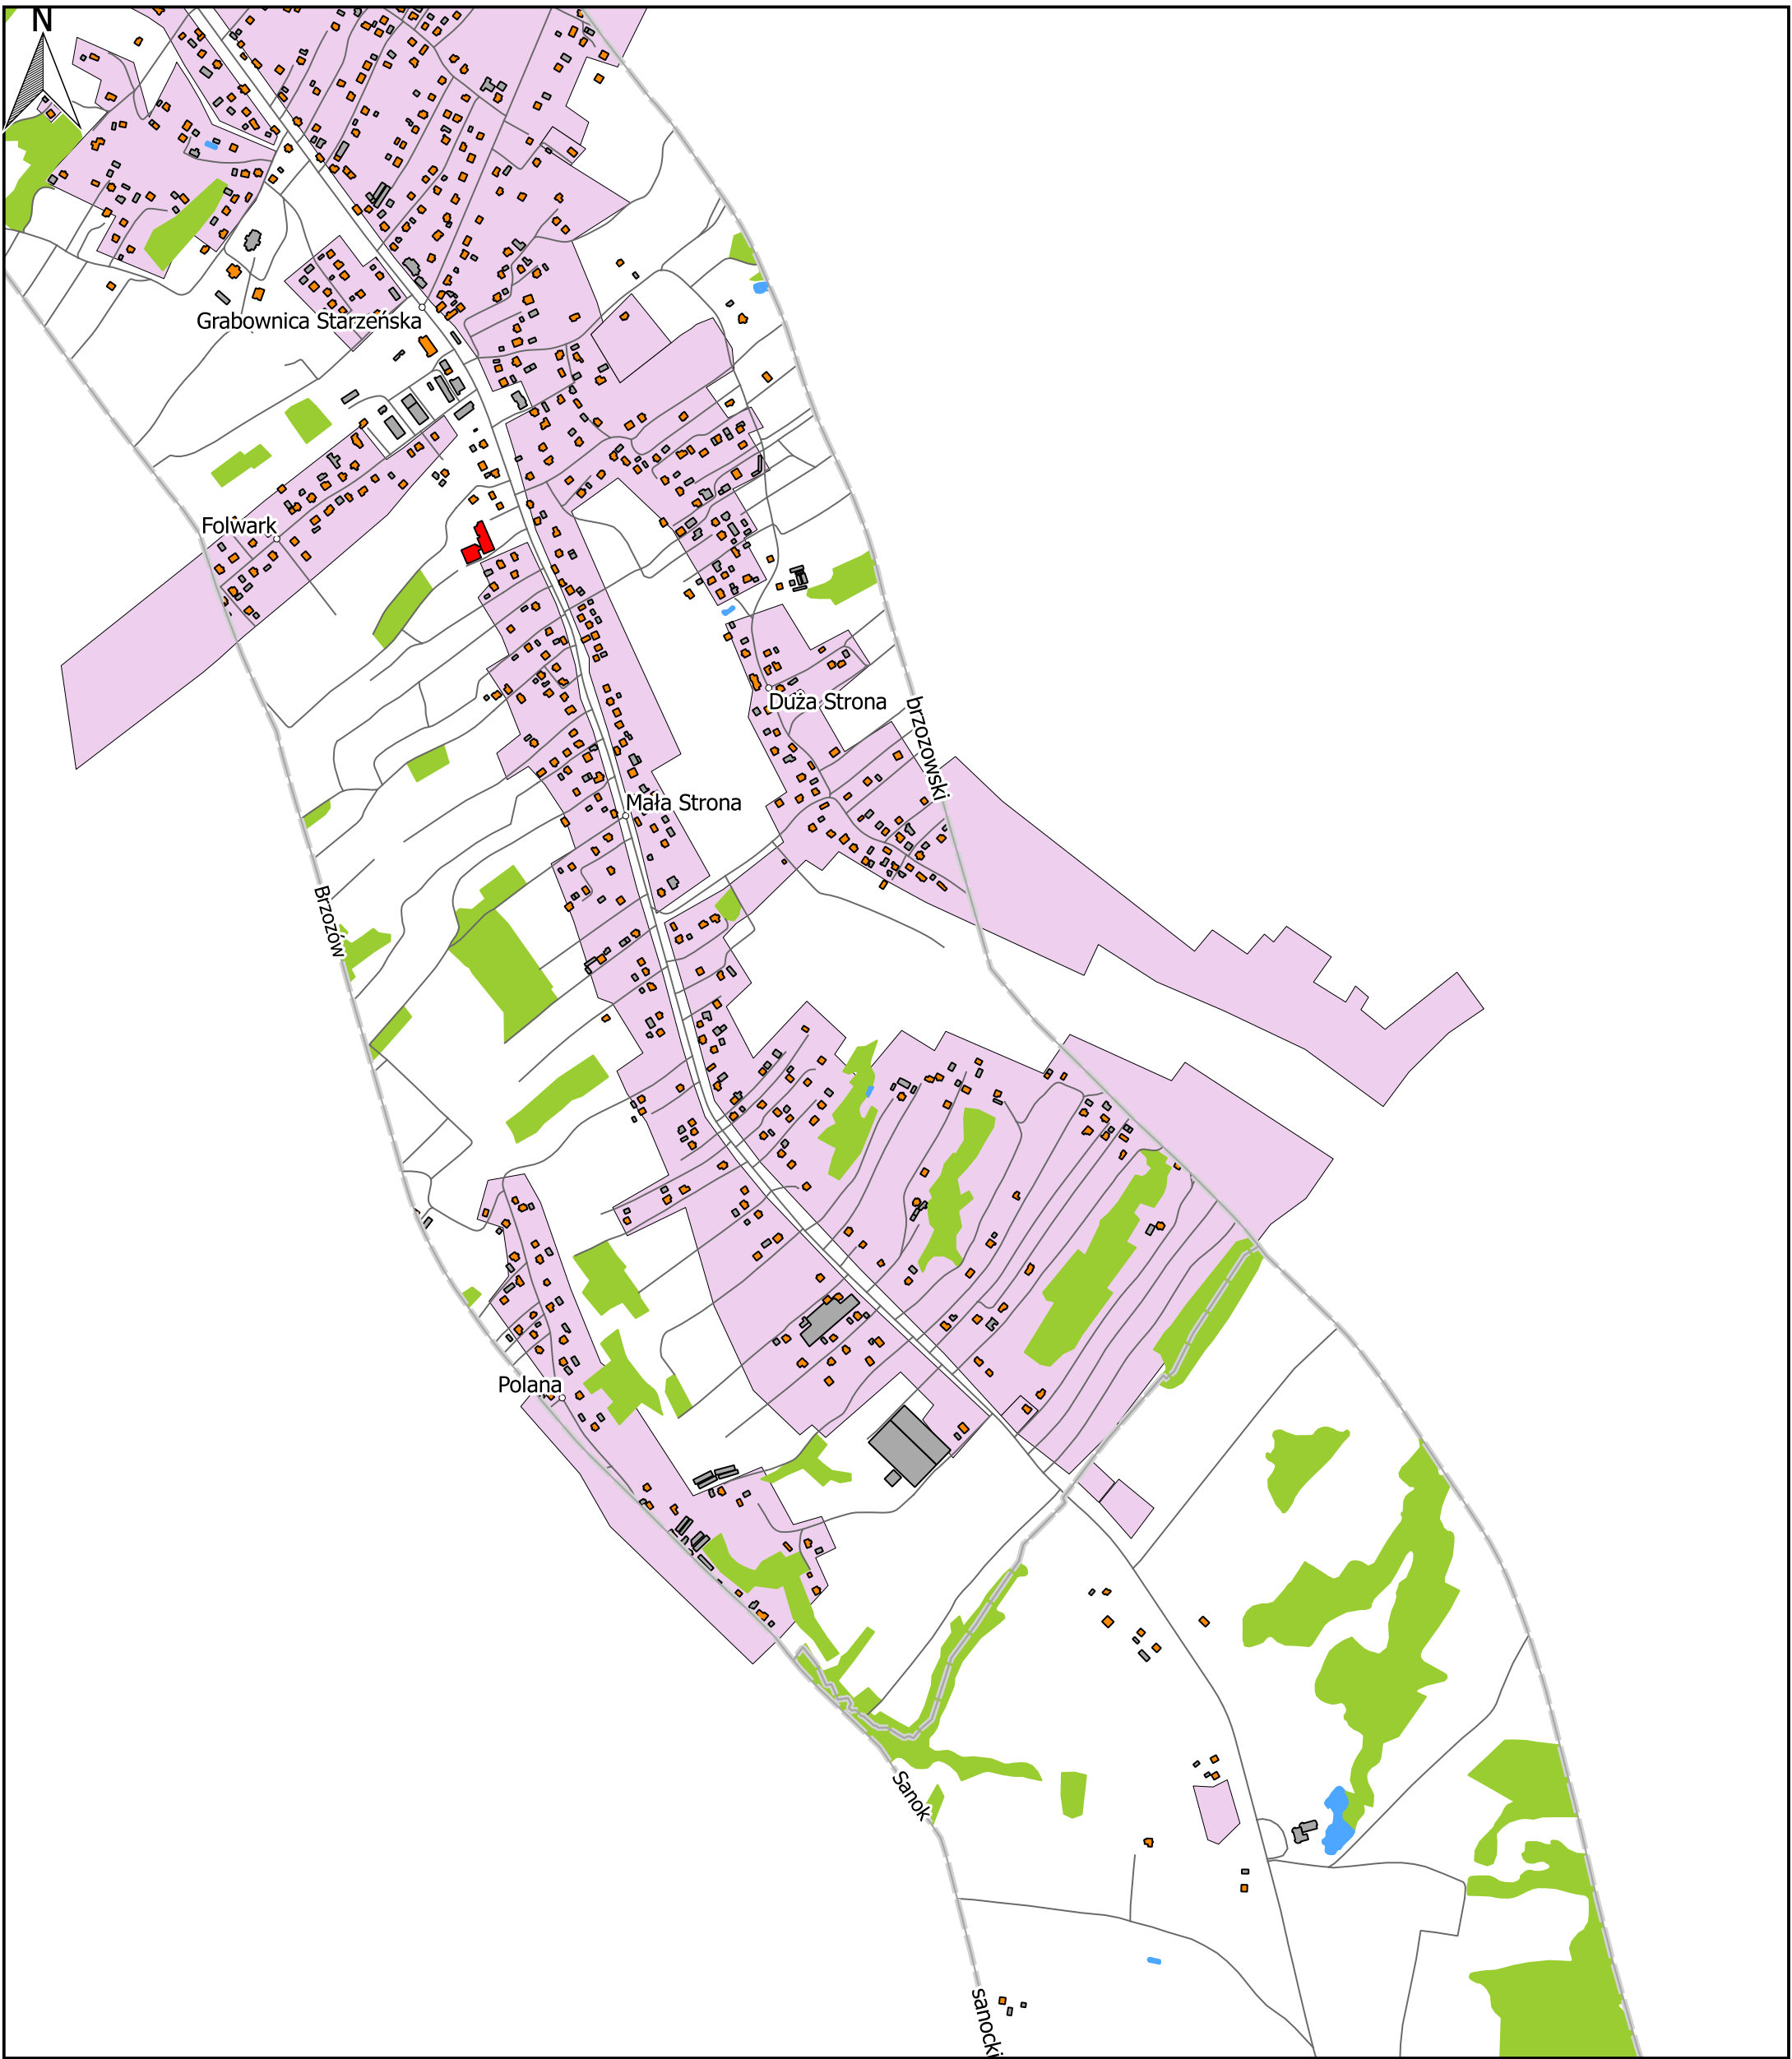 N
Grabownica Starzeńska
Folwark
Duża Strona
brzozowski
Mała Strona
Brzozów
Polana
Sanok
sanocki